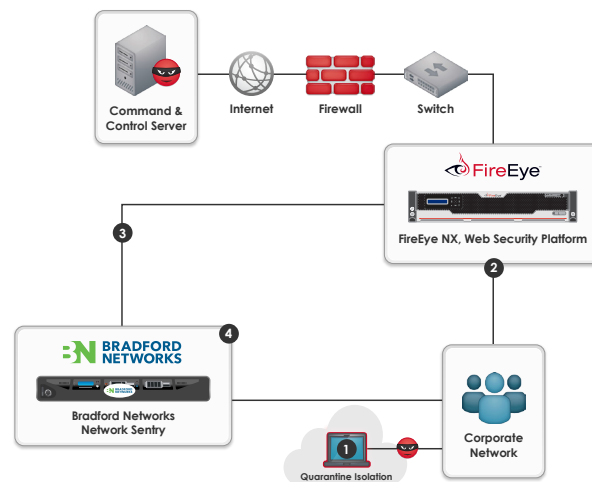 Command &
Control Server
Internet
Firewall
Switch
FireEye
FireEye NX, Web Security Platform
3
2
4
BN BRADFORD
NETWORKS
Bradford Networks
Network Sentry
1
Quarantine Isolation
Corporate
Network